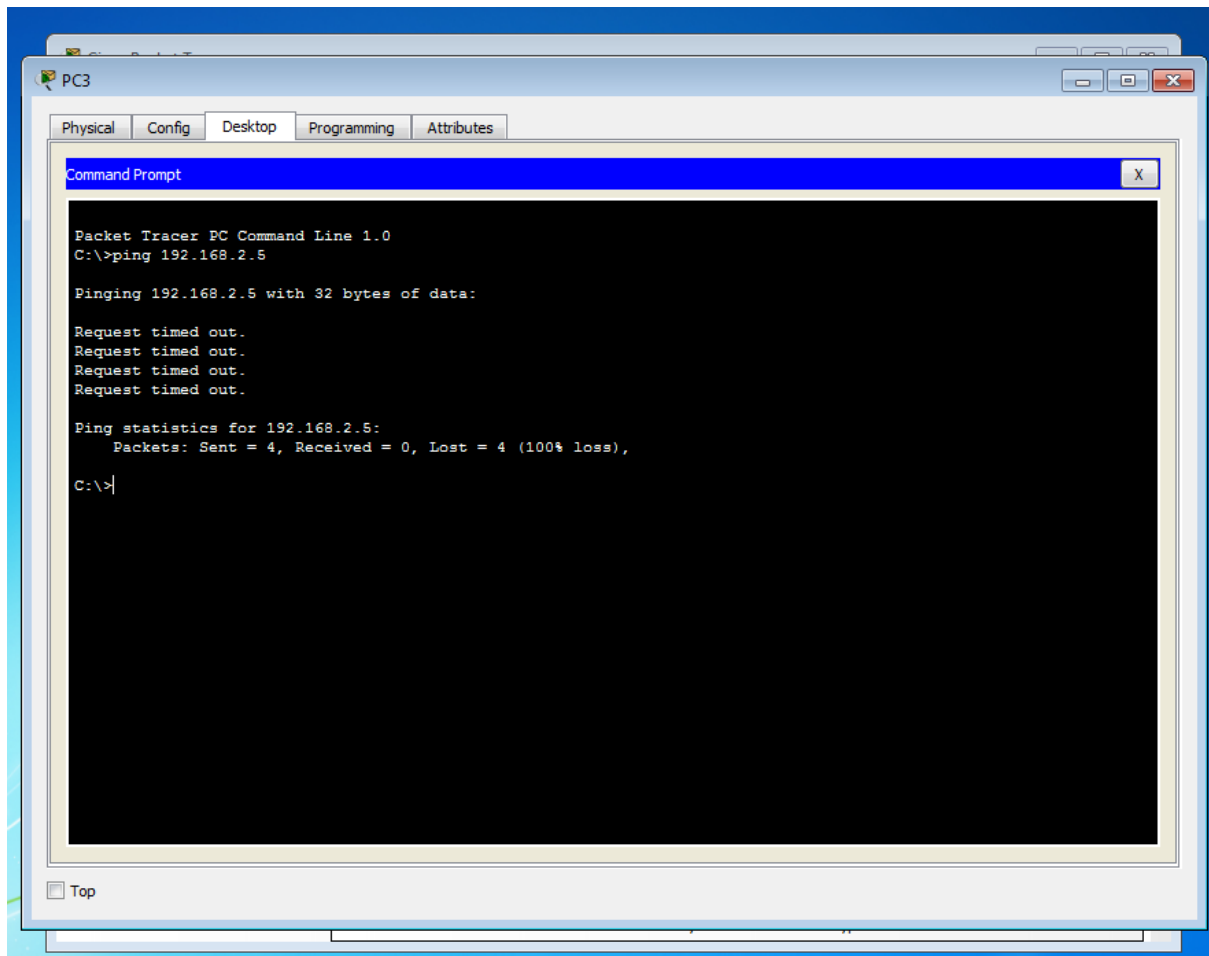 PC3
Physical Config Desktop Programming Attributes
Command Prompt
X
Packet Tracer PC Command Line 1.0
C:\>ping 192.168.2.5
Pinging 192.168.2.5 with 32 bytes of data:
Request timed out.
Request timed out.
Request timed out.
Request timed out.
Ping statistics for 192.168.2.5:
Packets: Sent = 4, Received = 0, Lost = 4 (100% loss),
C:\>
Top